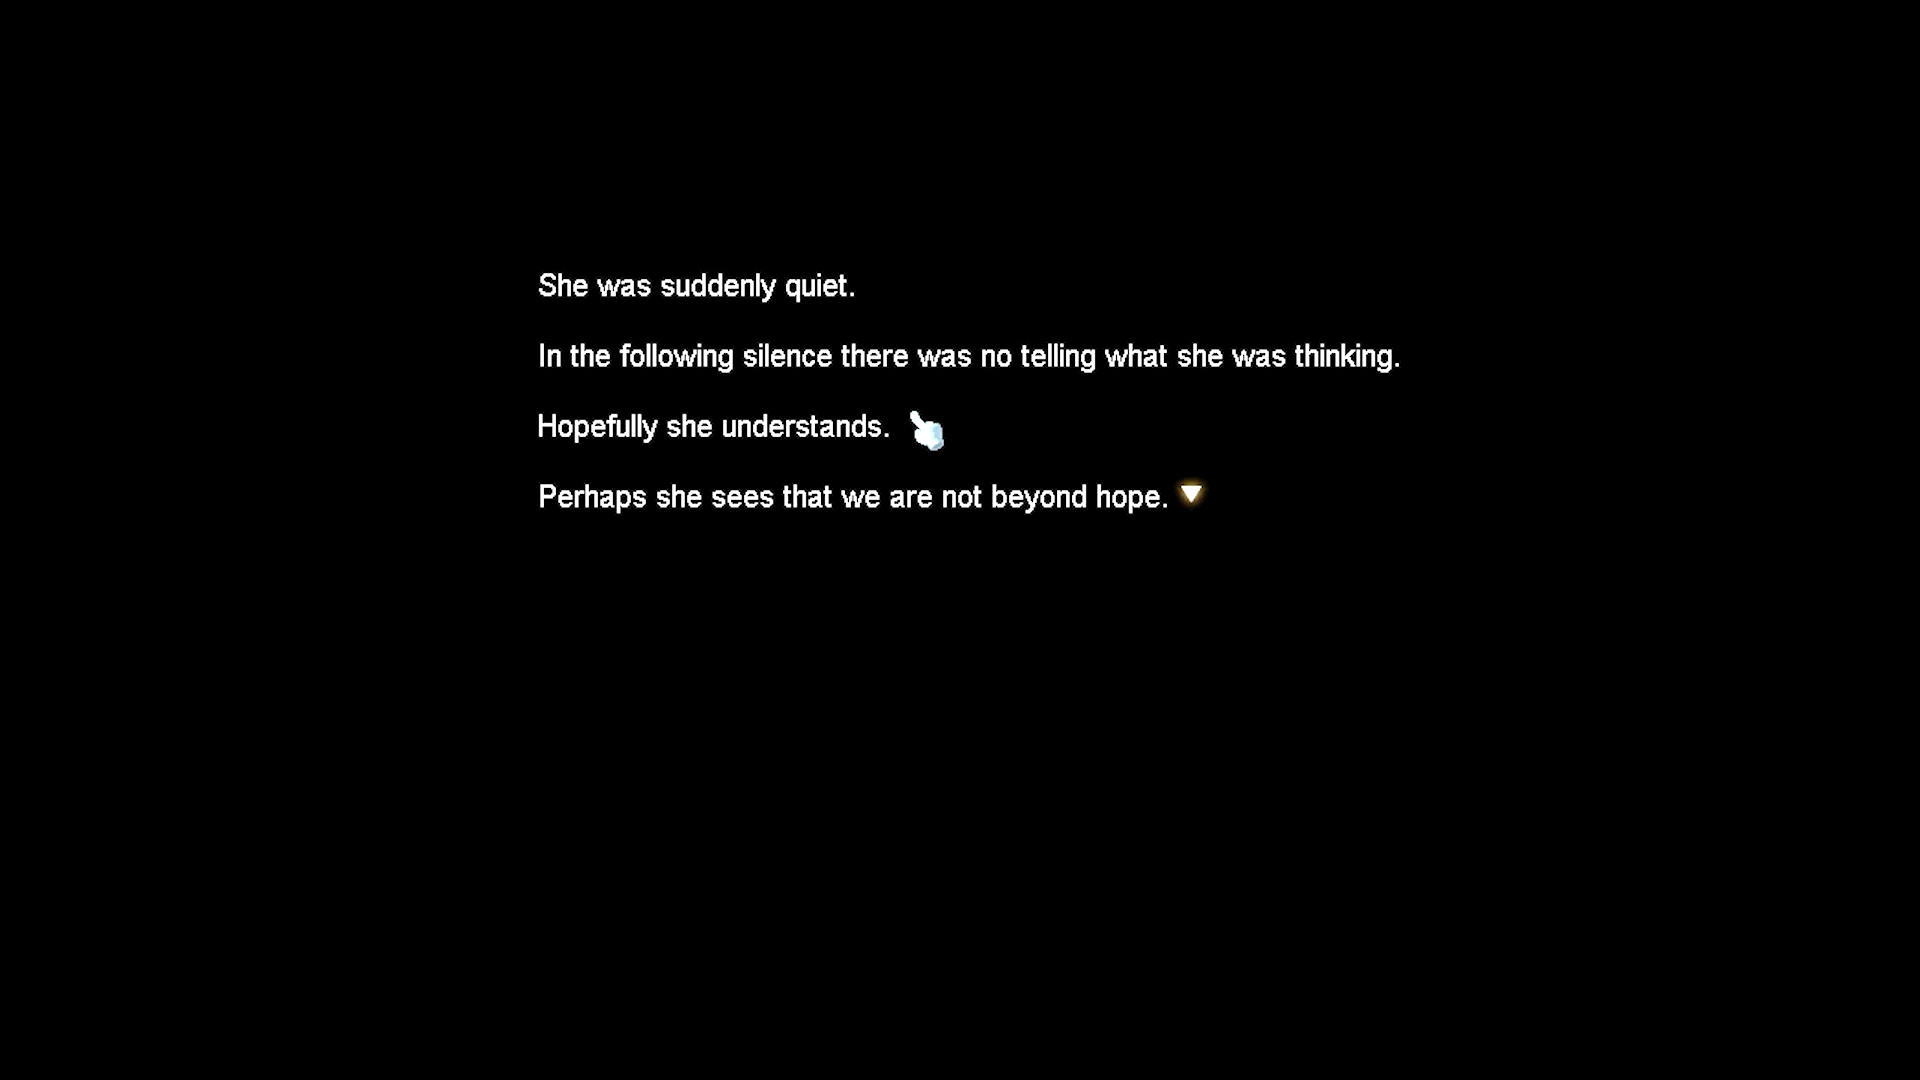 She was suddenly quiet.
In the following silence there was no telling what she was thinking.
Hopefully she understands.
Perhaps she sees that we are not beyond hope.